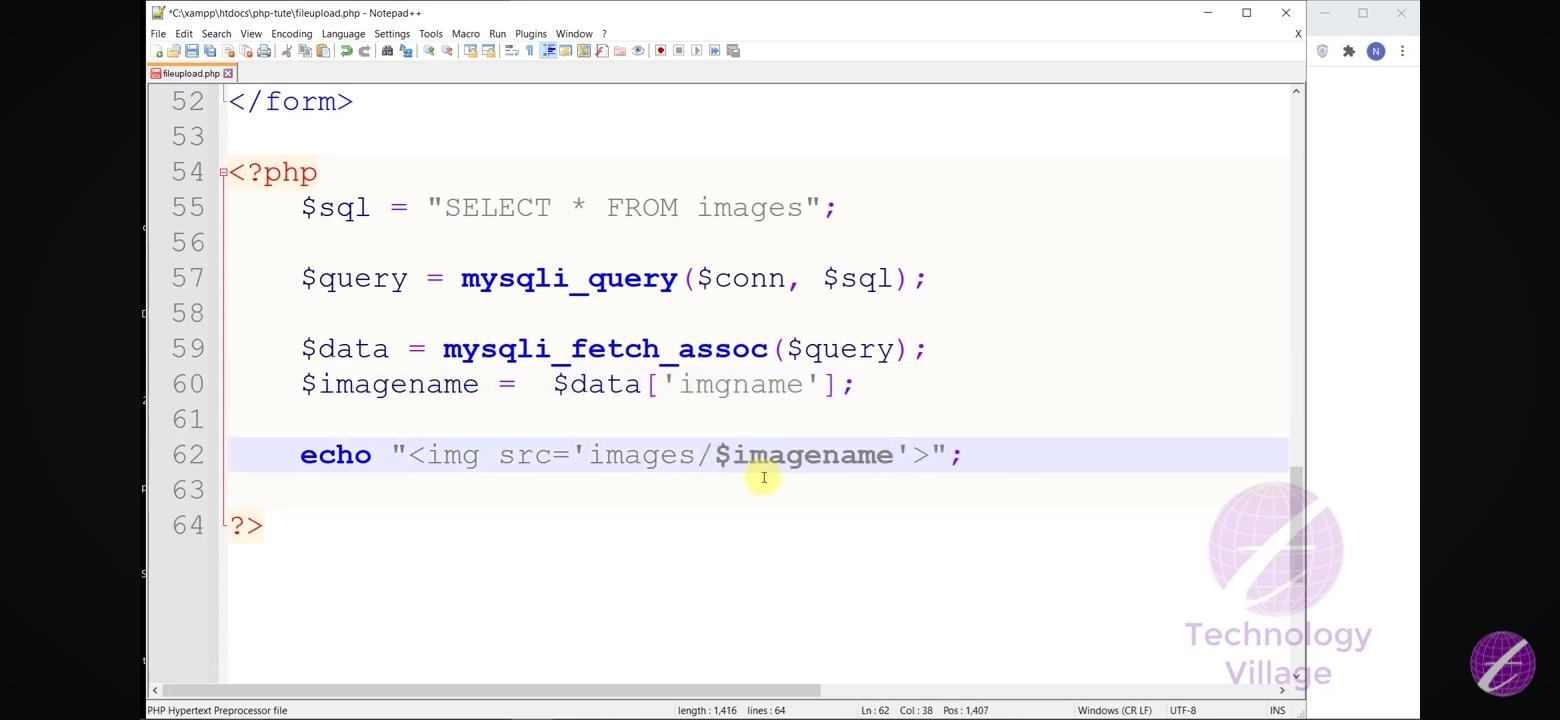 *C:\xampp\htdocs\php-tute\fileupload.php - Notepad++
File Edit Search View Encoding Language Settings Tools Macro Run Plugins Window ? X
N
fileupload.php
52 </form>
53
54 <?php
55 $sql = "SELECT * FROM images";
56
57 $query = mysqli_query($conn, $sql);
58
59 $data = mysqli_fetch_assoc($query);
60 $imagename =  $data['imgname'];
61
62 echo "<img src='images/$imagename'>";
63
64 ?>
Technology
Village
PHP Hypertext Preprocessor file length : 1,416 lines : 64 Ln : 62 Col : 38 Pos : 1,407 Windows (CR LF) UTF-8 INS